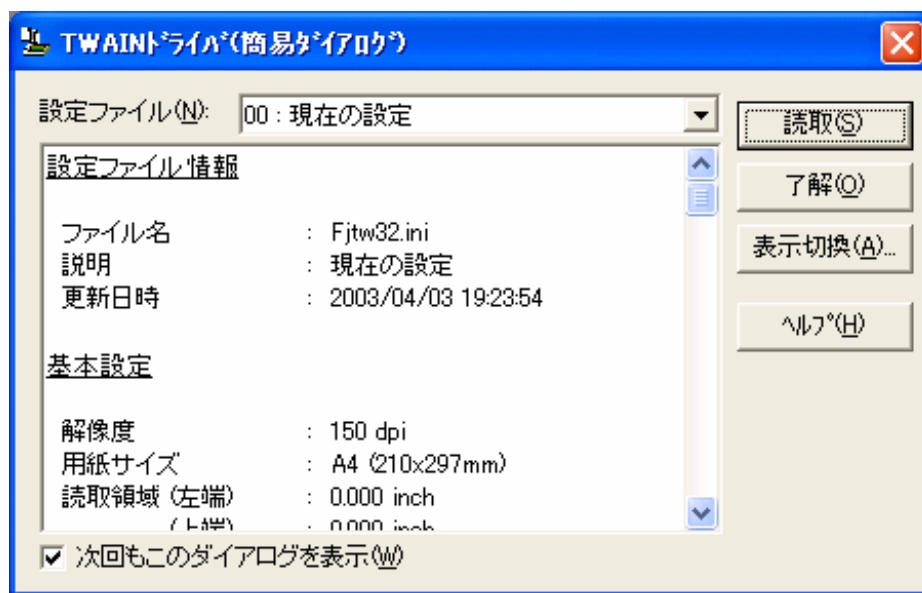 TWAINﾄﾞﾗｲﾊﾞ(簡易ﾀﾞｲｱﾛｸﾞ)
設定ファイル(N): 00 : 現在の設定
読取(S)
設定ファイル情報
了解(O)
ファイル名 : Fjtw32.ini
表示切換(A)...
説明 : 現在の設定
更新日時 : 2003/04/03 19:23:54
ﾍﾙﾌﾟ(H)
基本設定
解像度 : 150 dpi
用紙サイズ : A4 (210x297mm)
読取領域 (左端) : 0.000 inch
(上端) : 0.000 inch
次回もこのダイアログを表示(W)